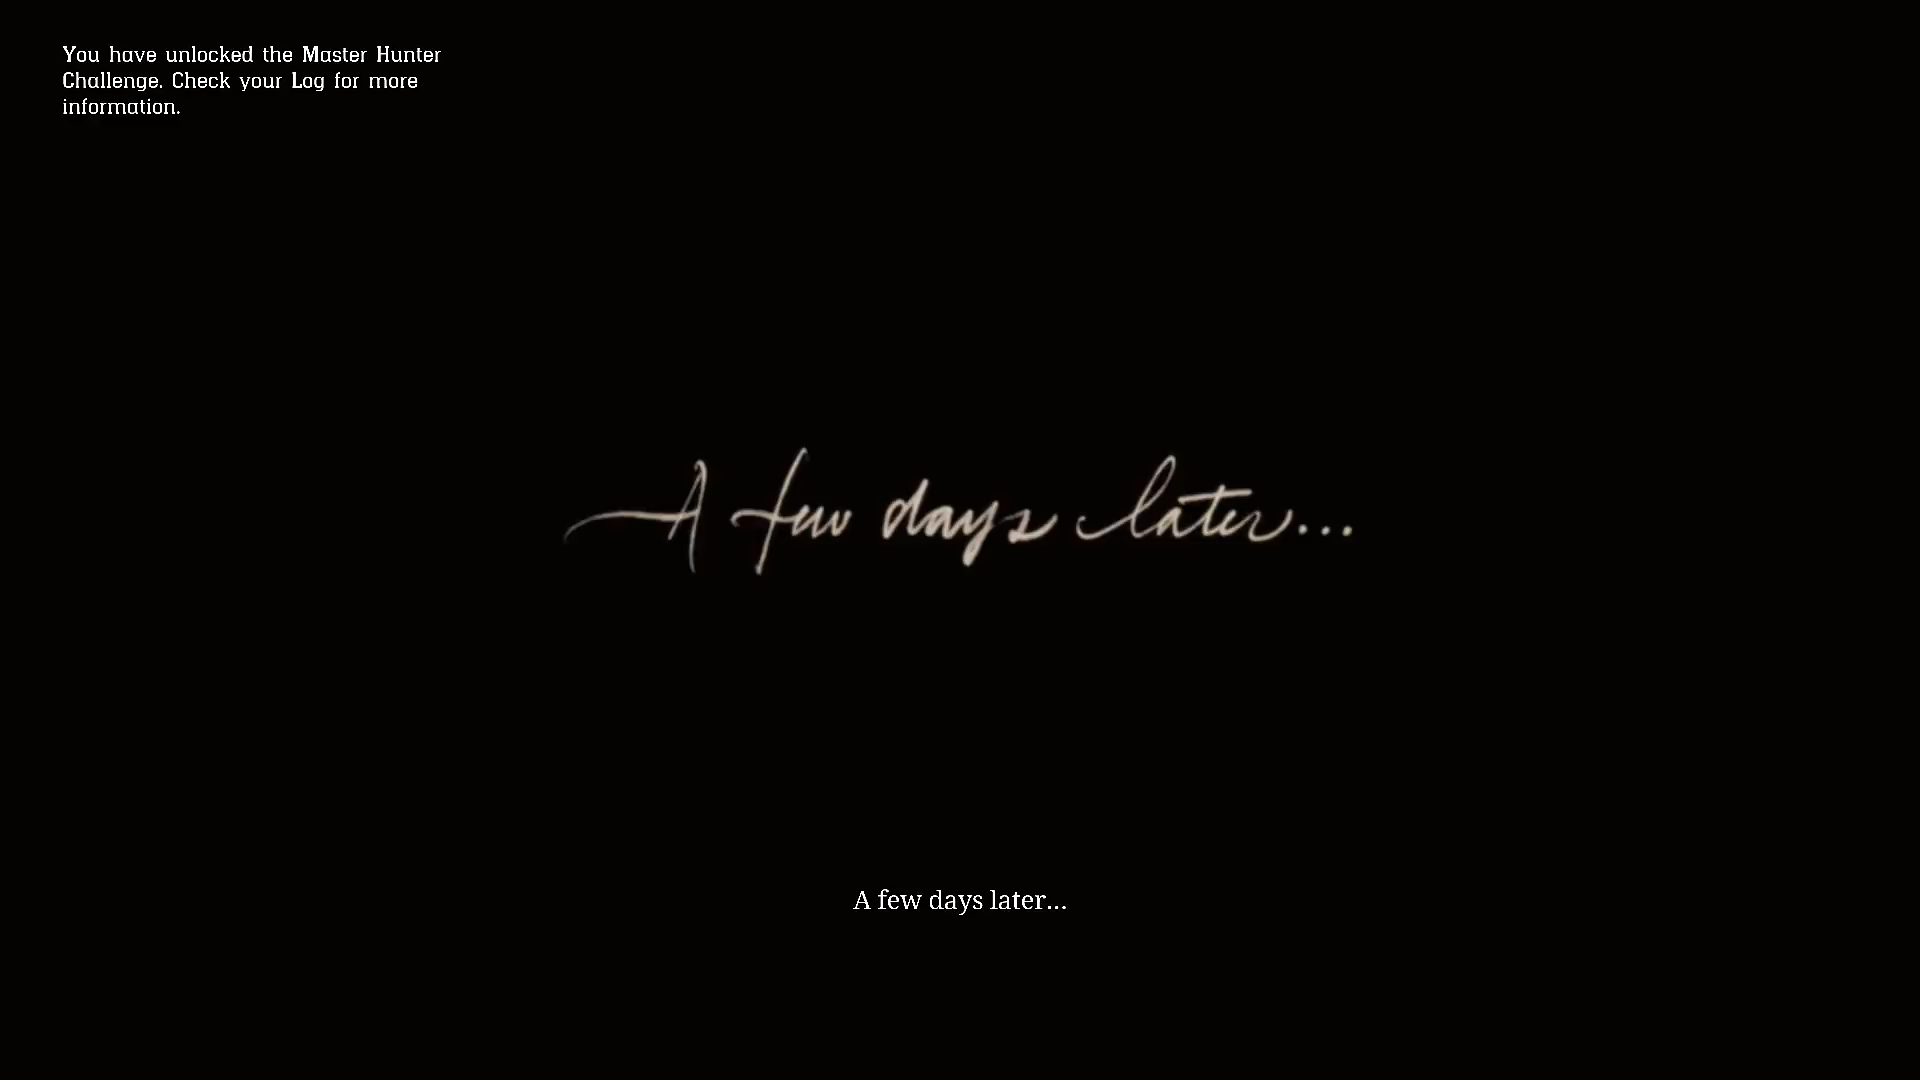 You have unlocked the Master Hunter
Challenge. Check your Log for more
information.
A few days later...
A few days later...